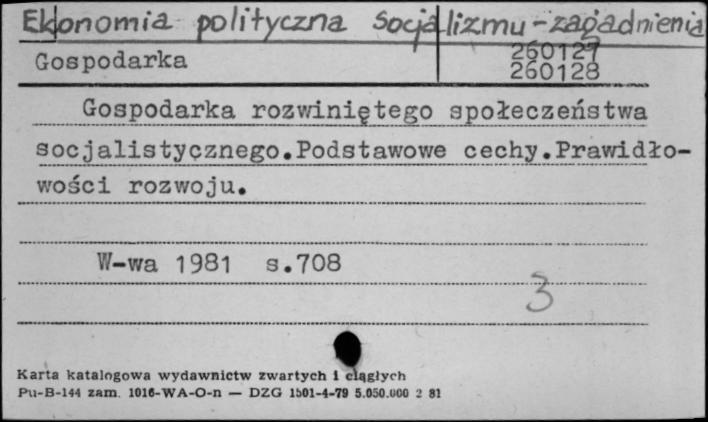 Ekonomia polityczna socjalizmu - zagadnienia
Gospodarka
260127
260128
Gospodarka rozwiniętego społeczeństwa
socjalistycznego.Podstawowe cechy.Prawidło-
wości rozwoju.
W-wa 1981 s.708
3
Karta katalogowa wydawnictw zwartych i ciągłych
Pu-B-144 zam. 1016-WA-O-n — DZG 1501-4-79 5.050.000 2 81